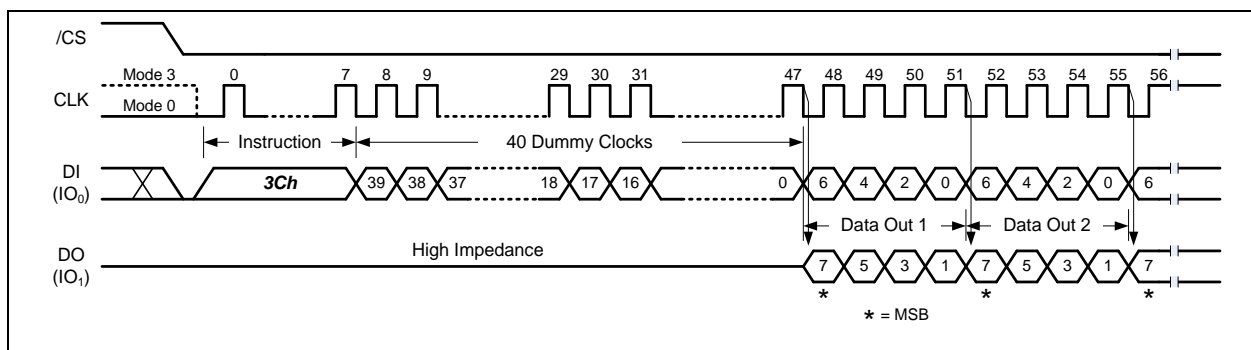 /CS
Mode 3 0 7 8 9 29 30 31 47 48 49 50 51 52 53 54 55 56
CLK
Mode 0
Instruction 40 Dummy Clocks
DI
(IO0)
3Ch 39 38 37 18 17 16 0 6 4 2 0 6 4 2 0 6
Data Out 1 Data Out 2
High Impedance
DO
(IO1)
7 5 3 1 7 5 3 1 7
* * *
* = MSB